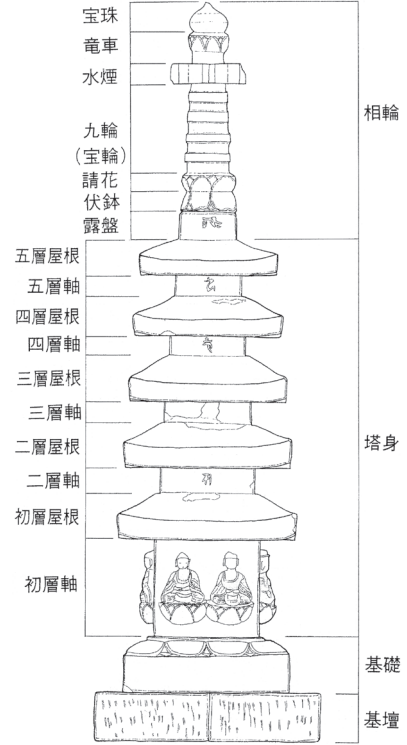 宝珠
竜車
水煙
九輪
(宝輪)
請花
伏鉢
露盤
相輪
五層屋根
五層軸
四層屋根
四層軸
三層屋根
三層軸
二層屋根
二層軸
初層屋根
初層軸
塔身
基礎
基壇